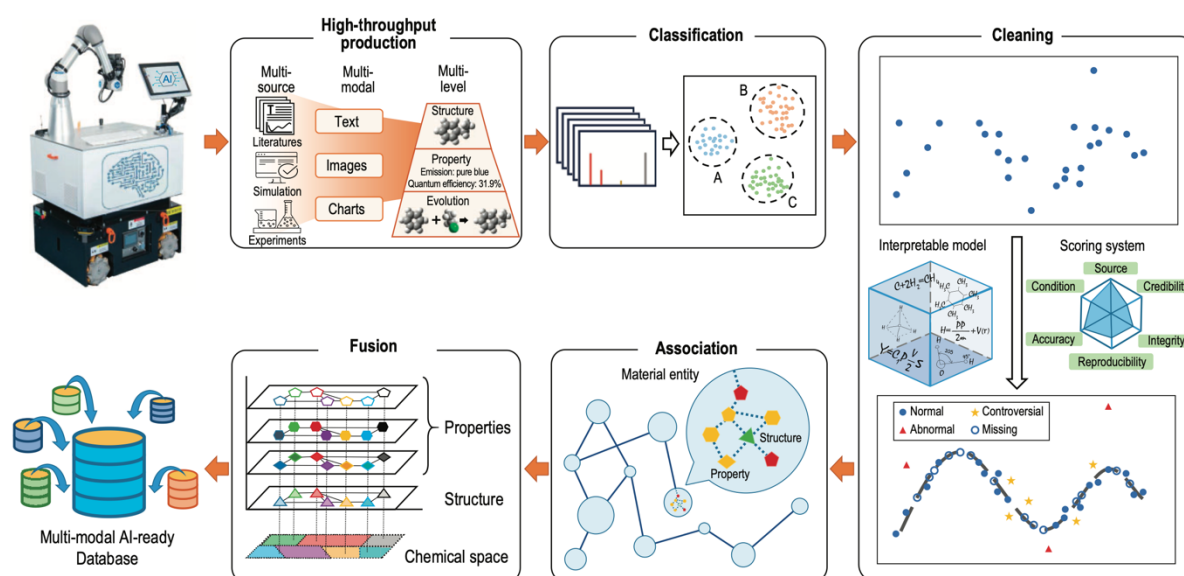 AI
High-throughput
production
Multi-
source
Multi-
modal
Multi-
level
Literatures
Simulation
Experiments
Text
Images
Charts
Structure
Property
Emission: pure blue
Quantum efficiency: 31.9%
Evolution
+
Classification
A
B
C
Cleaning
Interpretable model
Scoring system
Source
Condition
Credibility
Accuracy
Integrity
Reproducibility
Normal
Controversial
Abnormal
Missing
Association
Material entity
Structure
Property
Fusion
Properties
Structure
Chemical space
Multi-modal AI-ready
Database